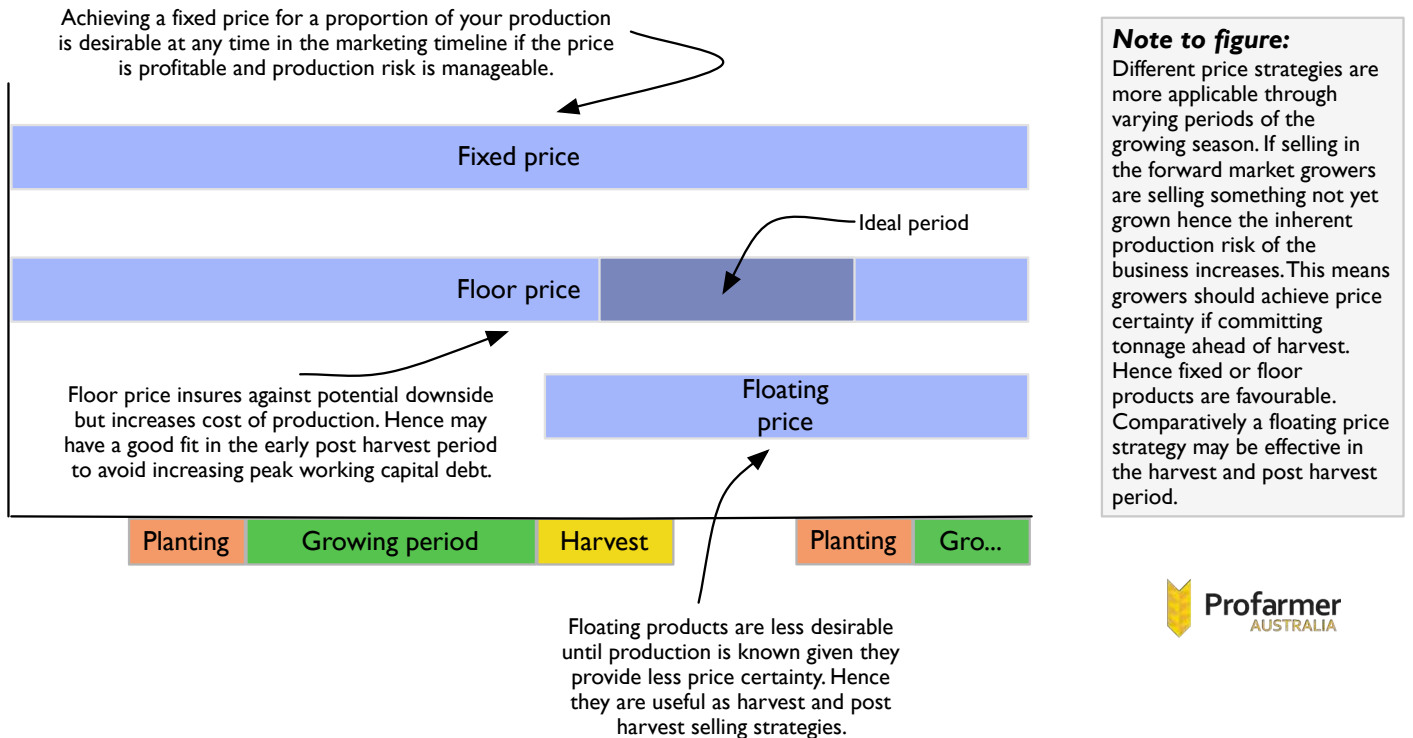 Achieving a fixed price for a proportion of your production
is desirable at any time in the marketing timeline if the price
is profitable and production risk is manageable.
Fixed price
Ideal period
Floor price
Floor price insures against potential downside
but increases cost of production. Hence may
have a good fit in the early post harvest period
to avoid increasing peak working capital debt.
Floating
price
Planting
Growing period
Harvest
Planting
Gro...
Floating products are less desirable
until production is known given they
provide less price certainty. Hence
they are useful as harvest and post
harvest selling strategies.
Note to figure:
Different price strategies are
more applicable through
varying periods of the
growing season. If selling in
the forward market growers
are selling something not yet
grown hence the inherent
production risk of the
business increases. This means
growers should achieve price
certainty if committing
tonnage ahead of harvest.
Hence fixed or floor
products are favourable.
Comparatively a floating price
strategy may be effective in
the harvest and post harvest
period.
Profarmer
AUSTRALIA